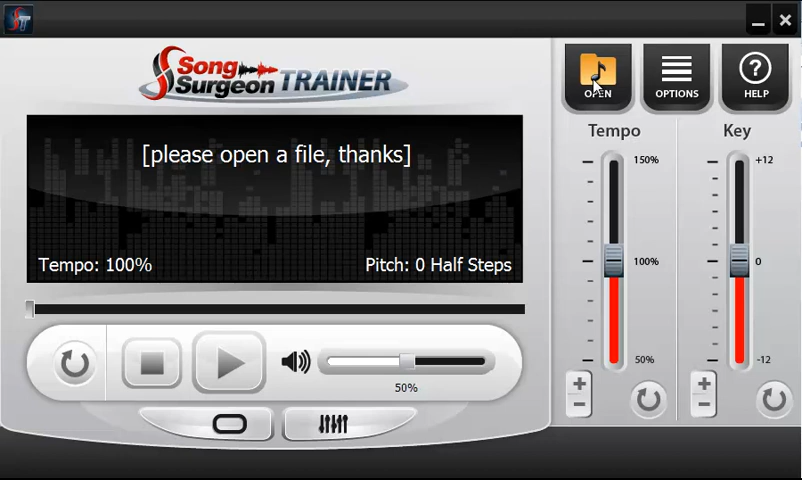 Song
Surgeon TRAINER
OPEN
OPTIONS
?
HELP
[please open a file, thanks]
Tempo: 100%
Pitch: 0 Half Steps
Tempo
Key
150%
+12
100%
0
50%
-12
50%
+
−
+
−